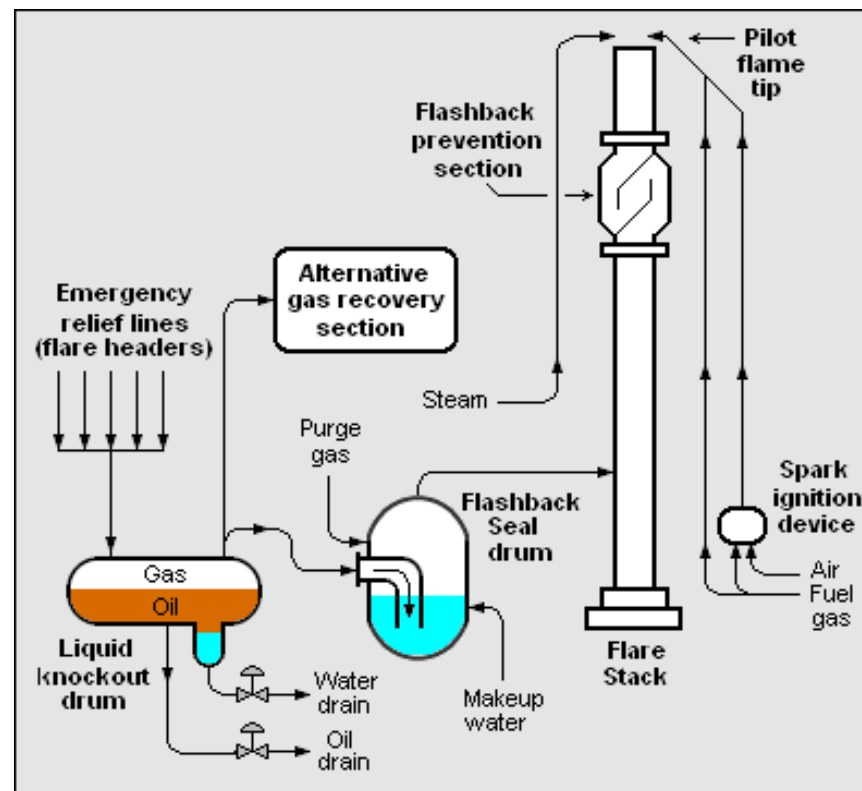 Pilot
flame
tip
Flashback
prevention
section
Alternative
gas recovery
section
Emergency
relief lines
(flare headers)
Steam
Purge
gas
Flashback
Seal
drum
Spark
ignition
device
Gas
Oil
Air
Fuel
gas
Liquid
knockout
drum
Flare
Stack
Water
drain
Makeup
water
Oil
drain